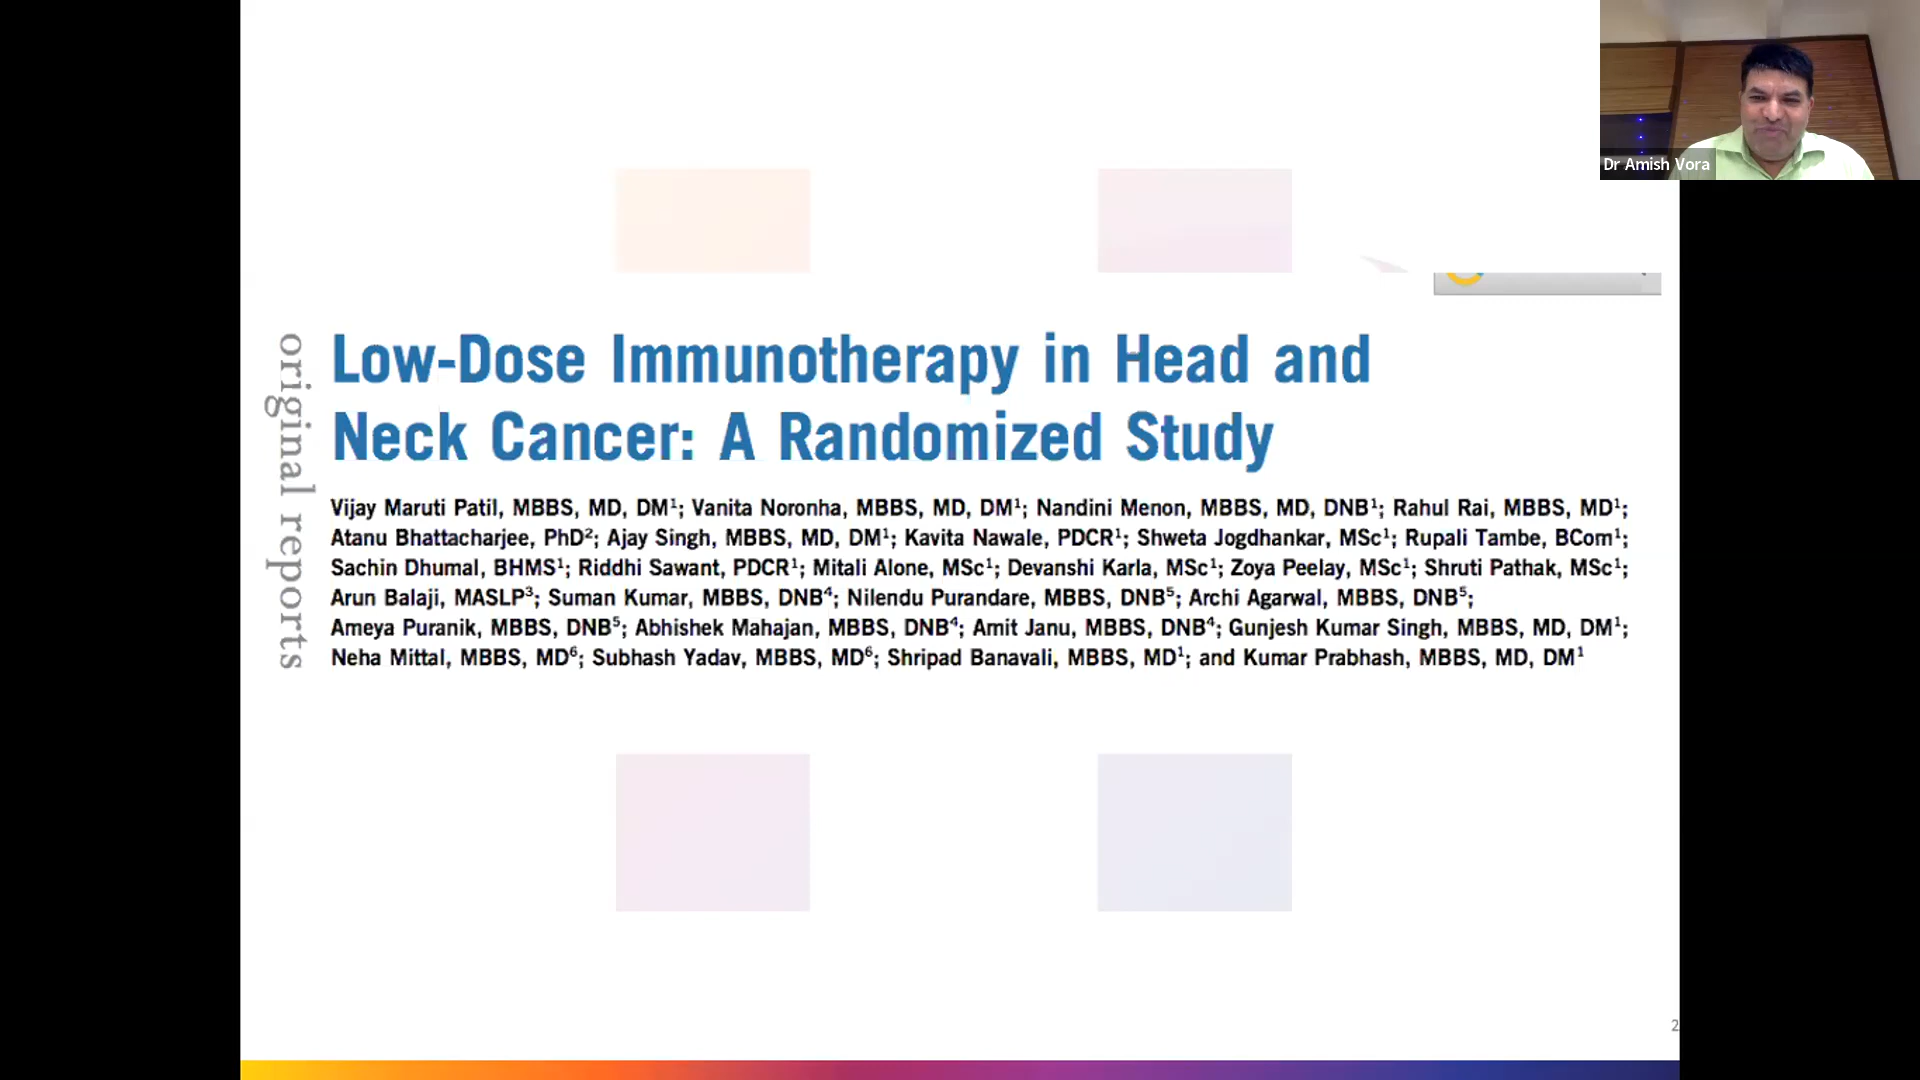 Dr Amish Vora
original reports
Low-Dose Immunotherapy in Head and
Neck Cancer: A Randomized Study
Vijay Maruti Patil, MBBS, MD, DM¹; Vanita Noronha, MBBS, MD, DM¹; Nandini Menon, MBBS, MD, DNB¹; Rahul Rai, MBBS, MD¹;
Atanu Bhattacharjee, PhD²; Ajay Singh, MBBS, MD, DM¹; Kavita Nawale, PDCR¹; Shweta Jogdhankar, MSc¹; Rupali Tambe, BCom¹;
Sachin Dhumal, BHMS¹; Riddhi Sawant, PDCR¹; Mitali Alone, MSc¹; Devanshi Karla, MSc¹; Zoya Peelay, MSc¹; Shruti Pathak, MSc¹;
Arun Balaji, MASLP³; Suman Kumar, MBBS, DNB⁴; Nilendu Purandare, MBBS, DNB⁵; Archi Agarwal, MBBS, DNB⁵;
Ameya Puranik, MBBS, DNB⁵; Abhishek Mahajan, MBBS, DNB⁴; Amit Janu, MBBS, DNB⁴; Gunjesh Kumar Singh, MBBS, MD, DM¹;
Neha Mittal, MBBS, MD⁶; Subhash Yadav, MBBS, MD⁶; Shripad Banavali, MBBS, MD¹; and Kumar Prabhash, MBBS, MD, DM¹
2